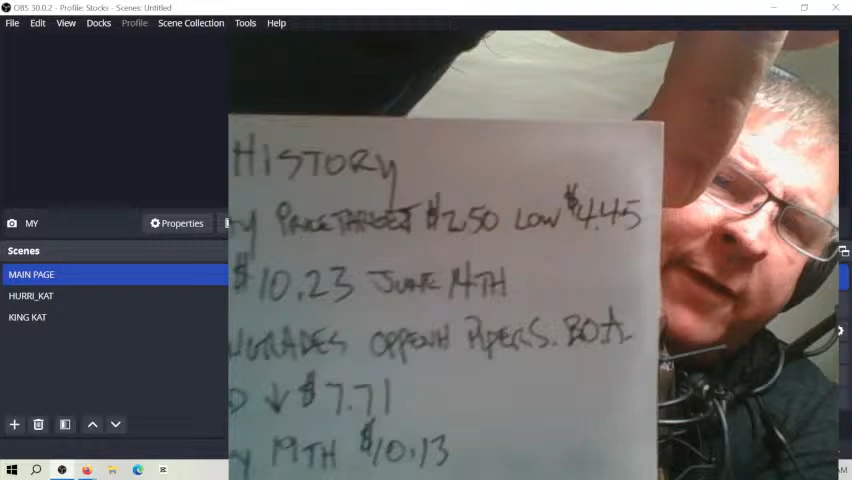 OBS 30.0.2 - Profile: Stocks - Scenes: Untitled
File Edit View Docks Profile Scene Collection Tools Help
HISTORY
PRICE TARGET $2.50 LOW $4.45
MY Properties
$10.23 JUNE 14TH
Scenes
MAIN PAGE
HURRI_KAT
KING KAT
OPPENH PIPERS. BOA
↓ $7.71
19TH $10.13